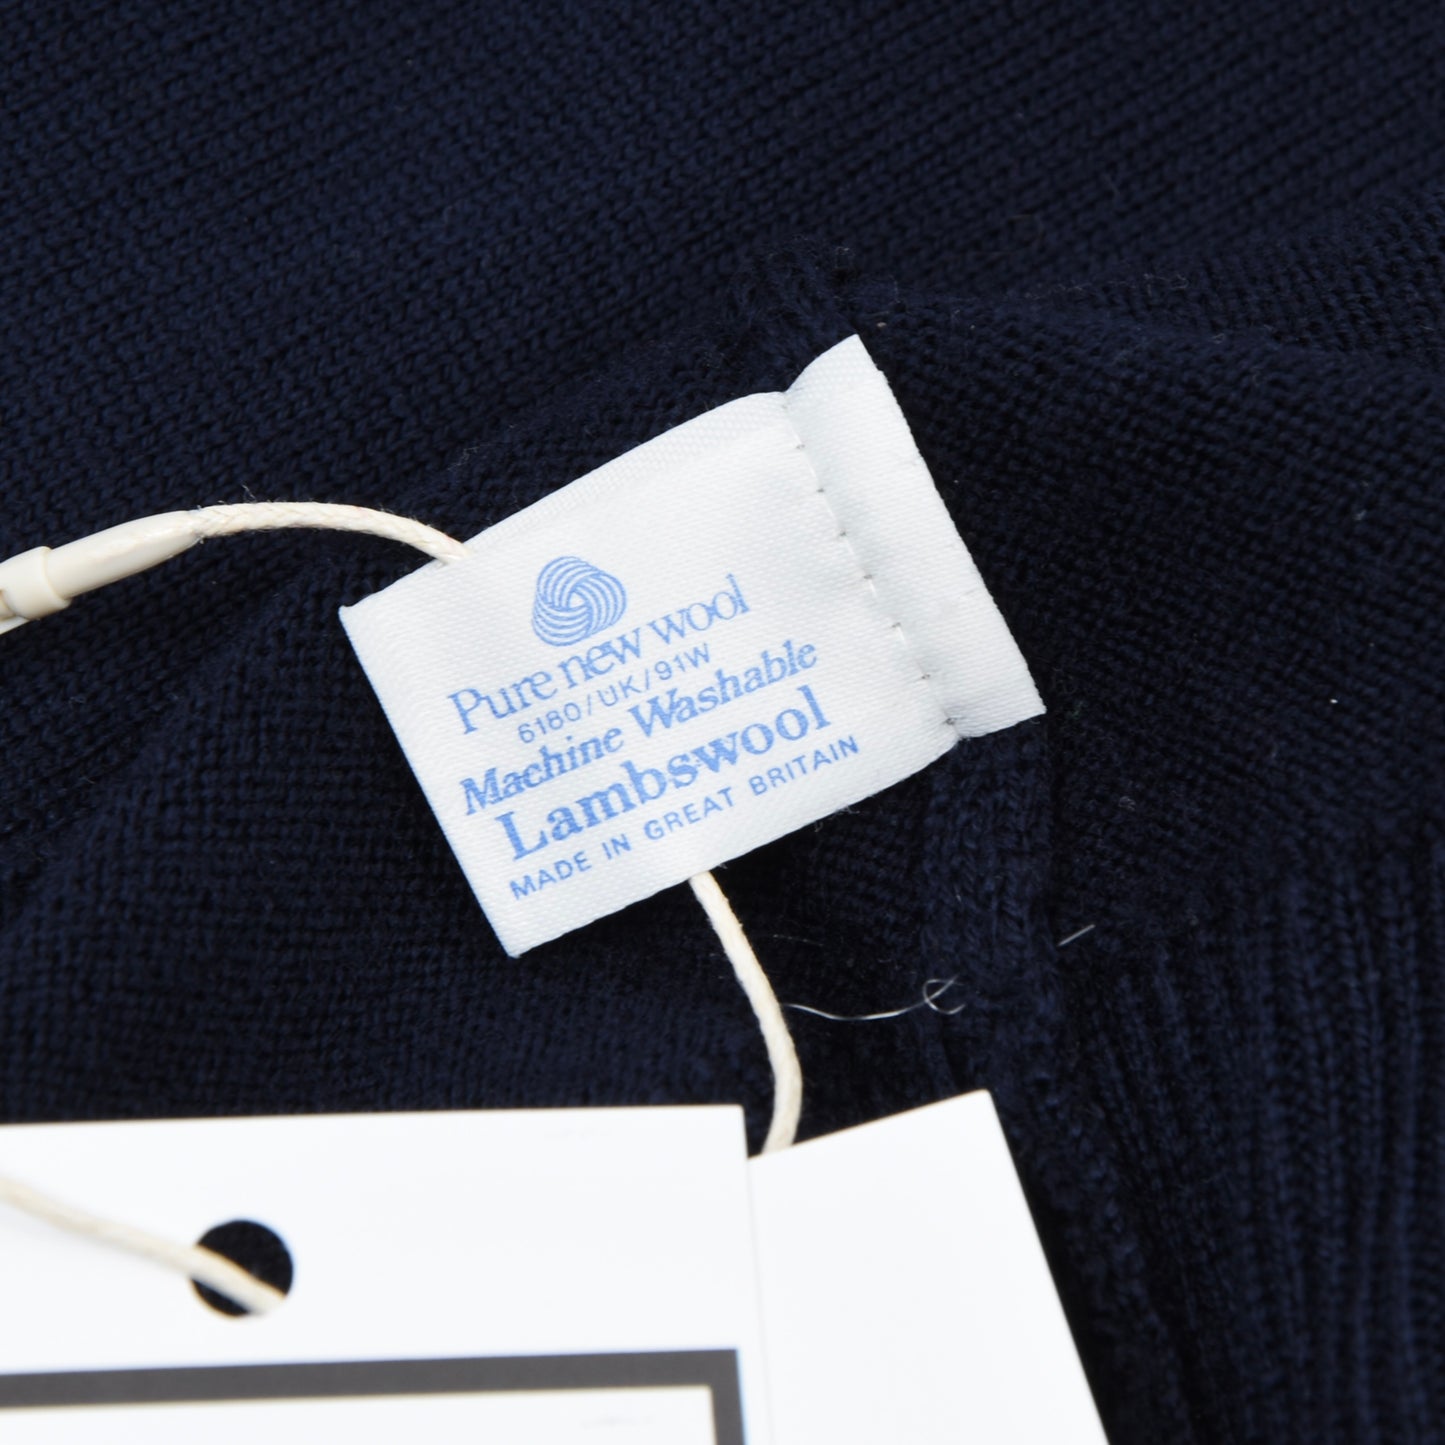 Pure new wool
6180/UK/91W
Machine Washable
Lambswool
MADE IN GREAT BRITAIN